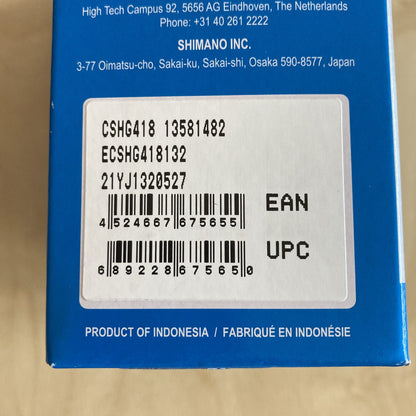 High Tech Campus 92, 5656 AG Eindhoven, The Netherlands
Phone: +31 40 261 2222
SHIMANO INC.
3-77 Oimatsu-cho, Sakai-ku, Sakai-shi, Osaka 590-8577, Japan
CSHG418 13581482
ECSHG418132
21YJ1320527
4 524667 675655 EAN
6 89228 67565 0 UPC
PRODUCT OF INDONESIA / FABRIQUÉ EN INDONÉSIE